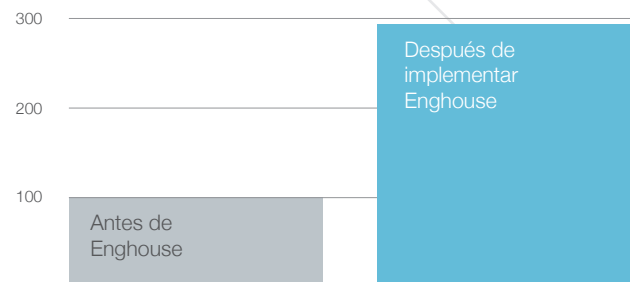 300
Después de
implementar
Enghouse
200
100
Antes de
Enghouse